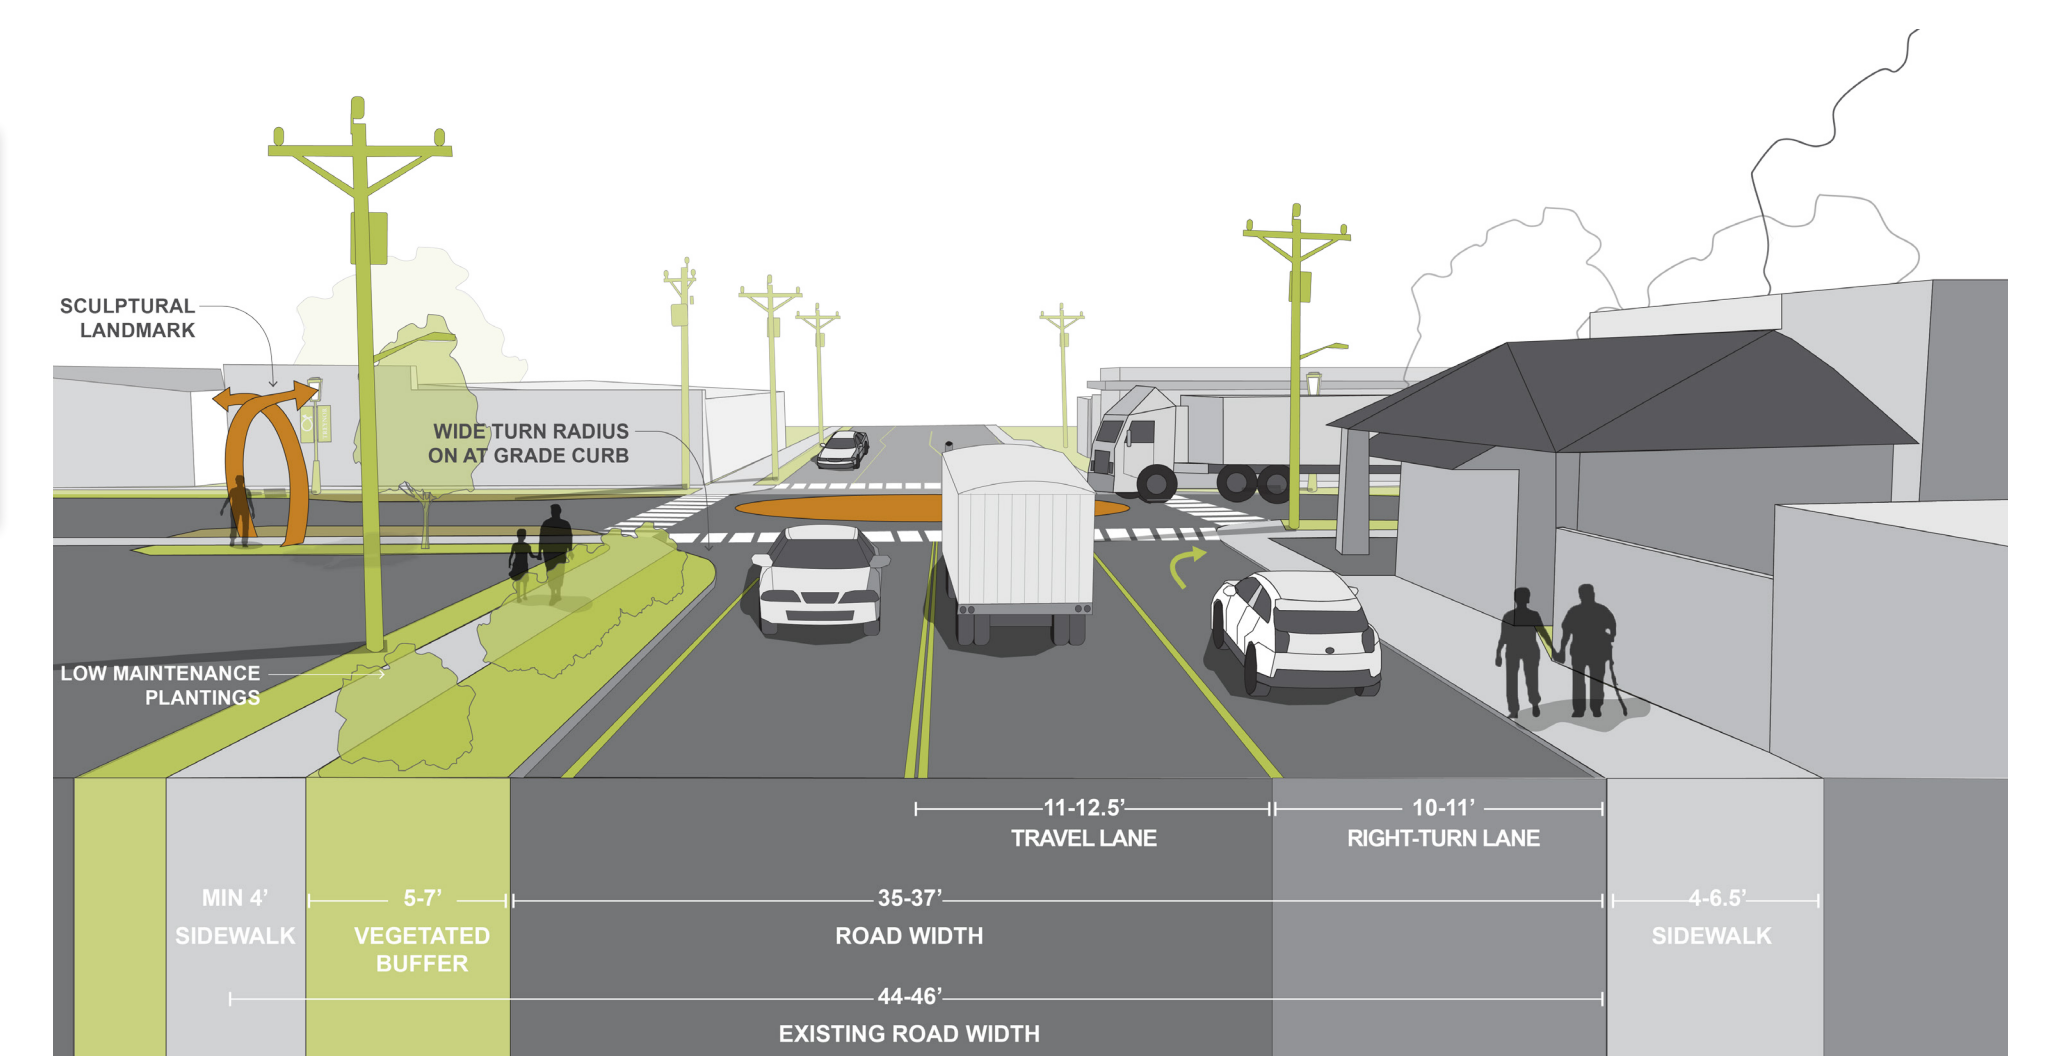 SCULPTURAL
LANDMARK
WIDE TURN RADIUS
ON AT GRADE CURB
LOW MAINTENANCE
PLANTINGS
11-12.5’
TRAVEL LANE
10-11’
RIGHT-TURN LANE
MIN 4’
SIDEWALK
5-7’
VEGETATED
BUFFER
35-37’
ROAD WIDTH
4-6.5’
SIDEWALK
44-46’
EXISTING ROAD WIDTH